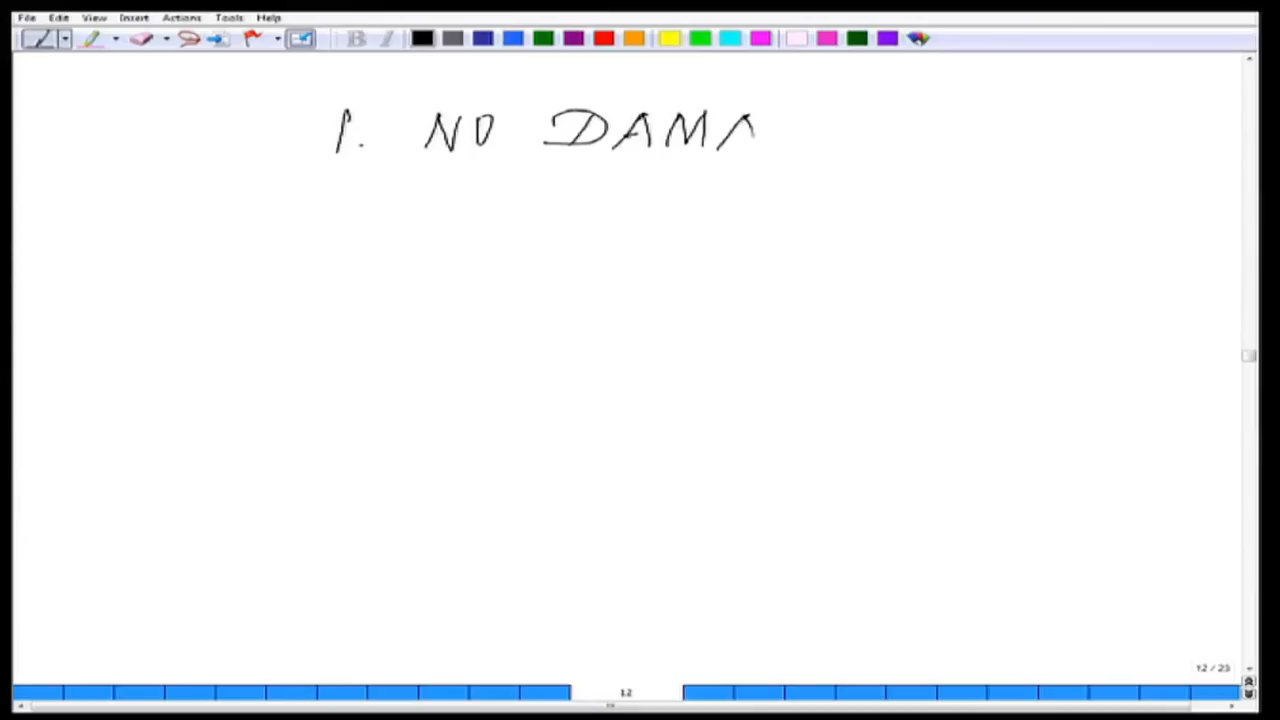 File Edit View Insert Actions Tools Help
B I
1. NO DAMA
12 / 23
12